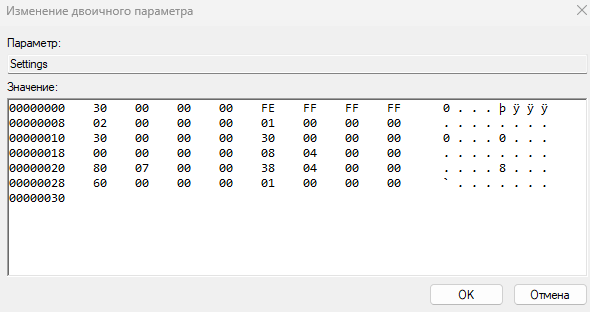 Изменение двоичного параметра
Параметр:
Settings
Значение:
00000000 30 00 00 00 FE FF FF FF 0 . . . þ ÿ ÿ ÿ
00000008 02 00 00 00 01 00 00 00 . . . . . . . .
00000010 30 00 00 00 30 00 00 00 0 . . . 0 . . .
00000018 00 00 00 00 08 04 00 00 . . . . . . . .
00000020 80 07 00 00 38 04 00 00 . . . . 8 . . .
00000028 60 00 00 00 01 00 00 00 ` . . . . . . .
00000030
OK
Отмена